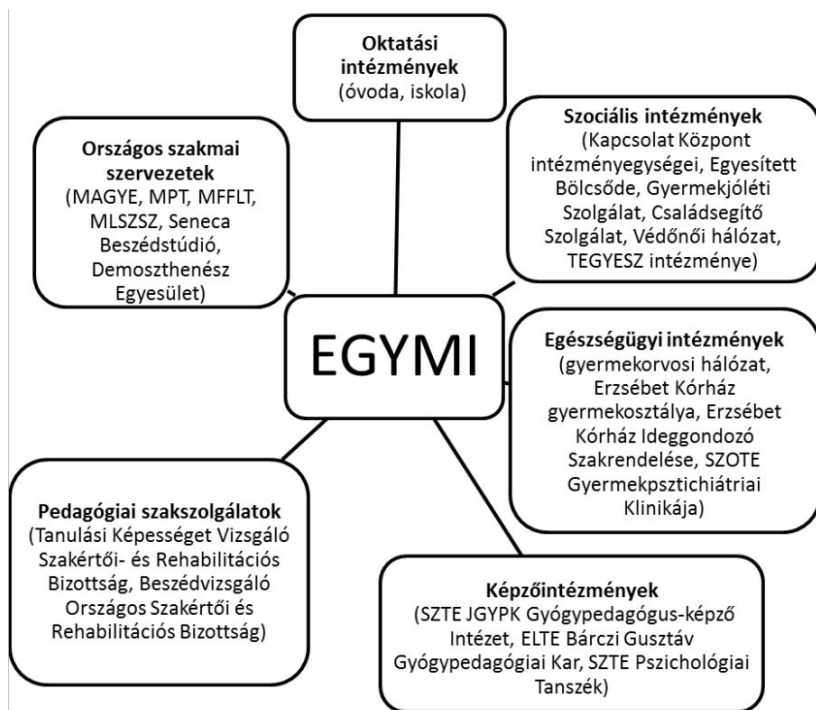 Oktatási
intézmények
(óvoda, iskola)
Országos szakmai
szervezetek
(MAGYE, MPT, MFFLT,
MLSZSZ, Seneca
Beszédstúdió,
Demoszthenész
Egyesület)
Szociális intézmények
(Kapcsolat Központ
intézményegységei, Egyesített
Bölcsőde, Gyermekjóléti
Szolgálat, Családsegítő
Szolgálat, Védőnői hálózat,
TEGYESZ intézménye)
EGYMI
Egészségügyi intézmények
(gyermekorvosi hálózat,
Erzsébet Kórház
gyermekosztálya, Erzsébet
Kórház Ideggondozó
Szakrendelése, SZOTE
Gyermekpsztichiátriai
Klinikája)
Pedagógiai szakszolgálatok
(Tanulási Képességet Vizsgáló
Szakértői- és Rehabilitációs
Bizottság, Beszédvizsgáló
Országos Szakértői és
Rehabilitációs Bizottság)
Képzőintézmények
(SZTE JGYPK Gyógypedagógus-képző
Intézet, ELTE Bárczi Gusztáv
Gyógypedagógiai Kar, SZTE Pszichológiai
Tanszék)